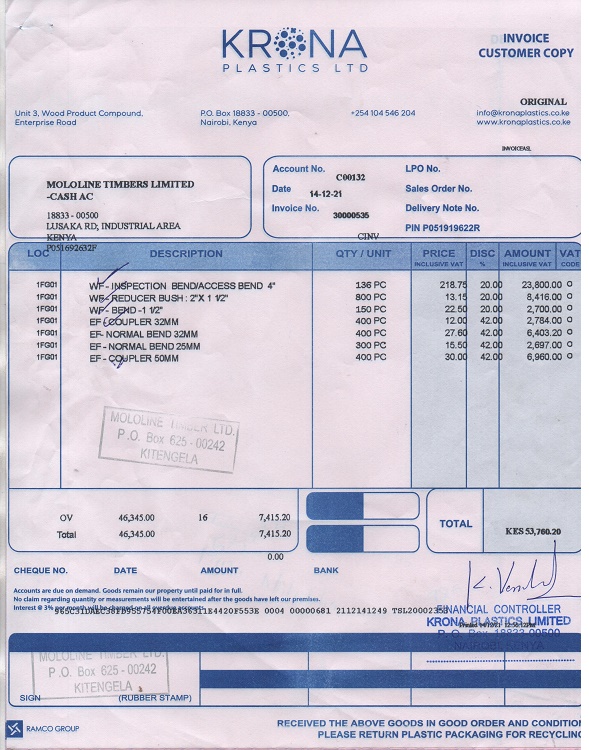 KRONA
PLASTICS LTD
INVOICE
CUSTOMER COPY
ORIGINAL
Unit 3, Wood Product Compound,
Enterprise Road
P.O. Box 18833 - 00500,
Nairobi, Kenya
+254 104 546 204
info@kronaplastics.co.ke
www.kronaplastics.co.ke
INVOICEASL
MOLOLINE TIMBERS LIMITED
-CASH AC
18833 - 00500
LUSAKA RD, INDUSTRIAL AREA
KENYA
P051692632F
Account No. C00132
Date 14-12-21
Invoice No. 30000535
CINV
LPO No.
Sales Order No.
Delivery Note No.
PIN P051919622R
LOC DESCRIPTION QTY / UNIT PRICE INCLUSIVE VAT DISC % AMOUNT INCLUSIVE VAT VAT CODE
1FG01 WF - INSPECTION BEND/ACCESS BEND 4" 136 PC 218.75 20.00 23,800.00 O
1FG01 WF - REDUCER BUSH : 2"X 1 1/2" 800 PC 13.15 20.00 8,416.00 O
1FG01 WF - BEND -1 1/2" 150 PC 22.50 20.00 2,700.00 O
1FG01 EF - COUPLER 32MM 400 PC 12.00 42.00 2,784.00 O
1FG01 EF - NORMAL BEND 32MM 400 PC 27.60 42.00 6,403.20 O
1FG01 EF - NORMAL BEND 25MM 300 PC 15.50 42.00 2,697.00 O
1FG01 EF - COUPLER 50MM 400 PC 30.00 42.00 6,960.00 O
MOLOLINE TIMBER LTD.
P.O. Box 625 - 00242
KITENGELA
OV 46,345.00 16 7,415.20
Total 46,345.00 7,415.20
0.00
TOTAL KES 53,760.20
CHEQUE NO. DATE AMOUNT BANK
Accounts are due on demand. Goods remain our property until paid for in full.
No claim regarding quantity or measurements will be entertained after the goods have left our premises.
Interest @ 3% per month will be charged on all overdue accounts.
0004 00000681 2112141249
FINANCIAL CONTROLLER
KRONA PLASTICS LIMITED
P. O. Box 18833-00500
NAIROBI, KENYA
MOLOLINE TIMBER LTD.
P.O. Box 625 - 00242
KITENGELA
SIGN (RUBBER STAMP)
RAMCO GROUP
RECEIVED THE ABOVE GOODS IN GOOD ORDER AND CONDITION
PLEASE RETURN PLASTIC PACKAGING FOR RECYCLING